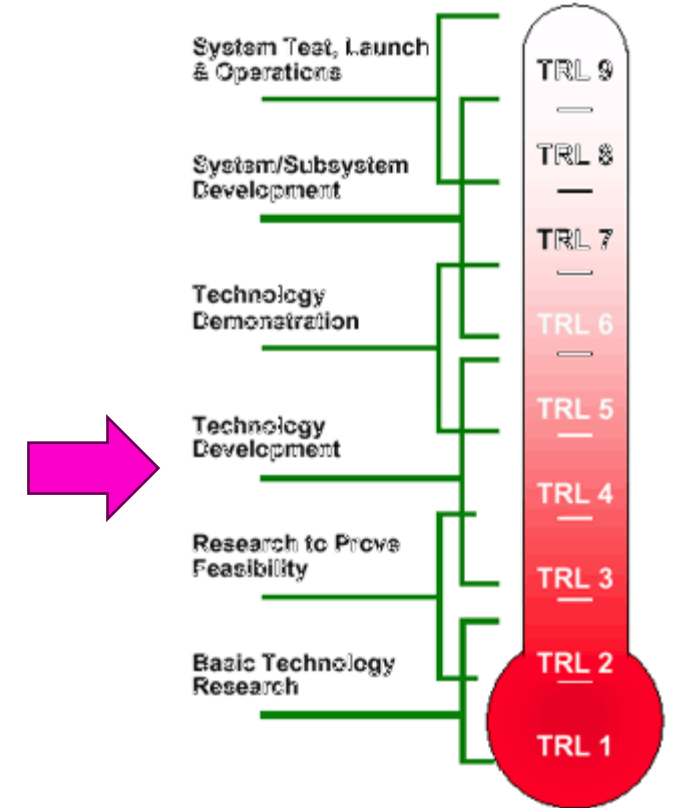 System Test, Launch
& Operations
System/Subsystem
Development
Technology
Demonstration
Technology
Development
Research to Prove
Feasibility
Basic Technology
Research
TRL 9
TRL 8
TRL 7
TRL 6
TRL 5
TRL 4
TRL 3
TRL 2
TRL 1